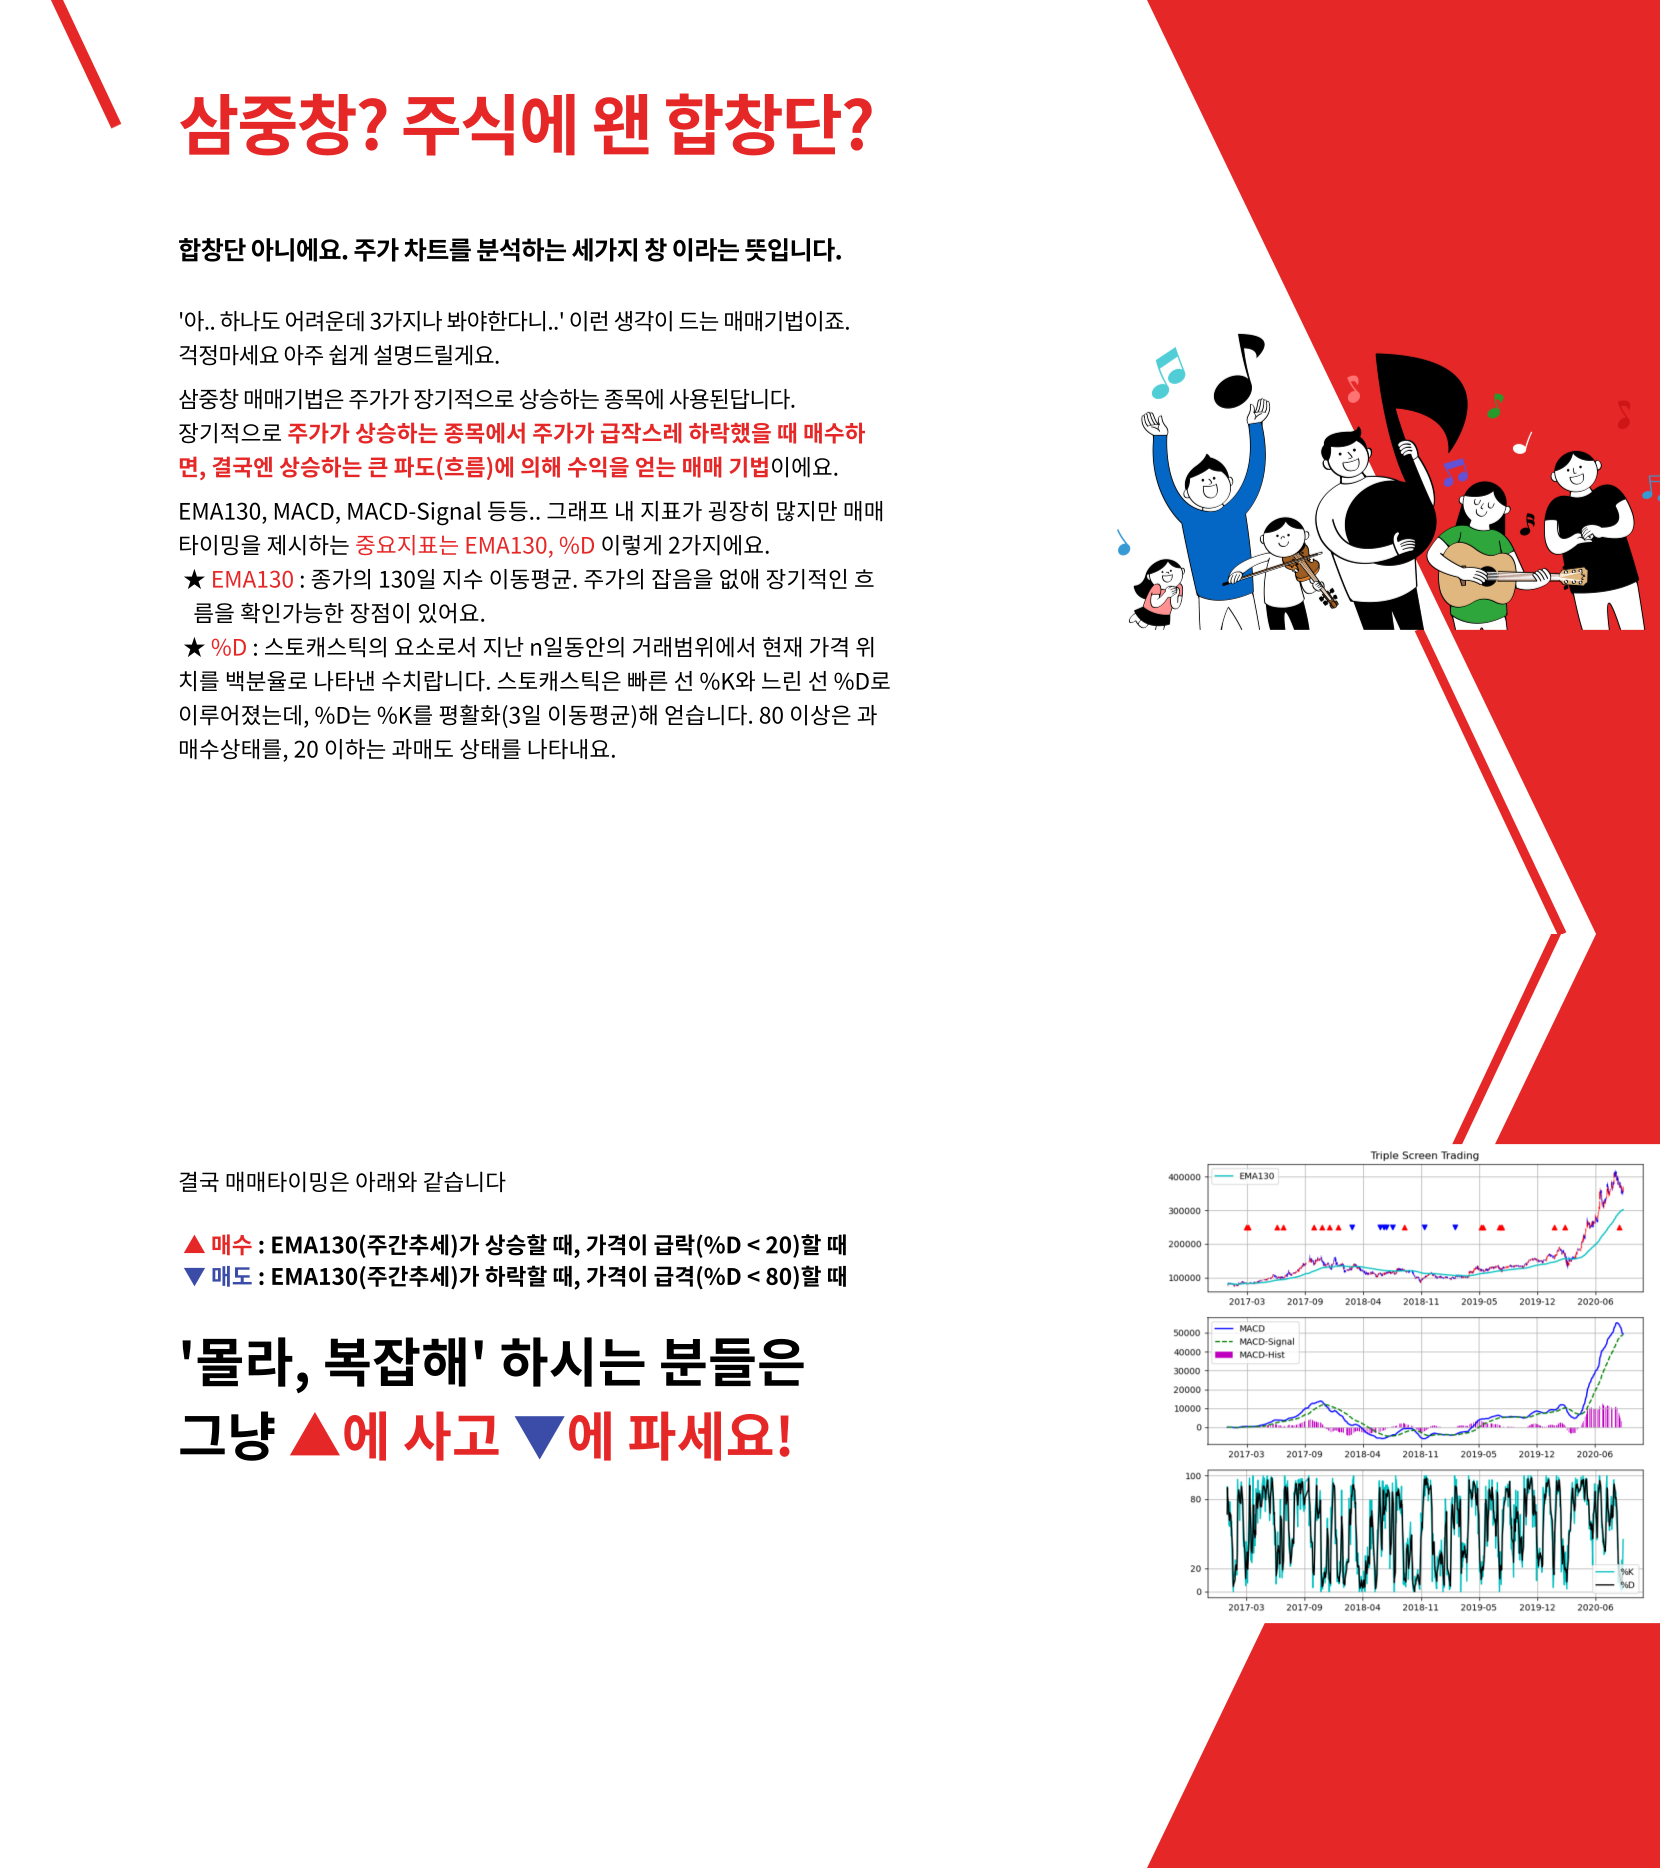 삼중창? 주식에 왠 합창단?
합창단 아니에요. 주가 차트를 분석하는 세가지 창 이라는 뜻입니다.
'아.. 하나도 어려운데 3가지나 봐야한다니..' 이런 생각이 드는 매매기법이죠.
걱정마세요 아주 쉽게 설명드릴게요.
삼중창 매매기법은 주가가 장기적으로 상승하는 종목에 사용된답니다.
장기적으로 주가가 상승하는 종목에서 주가가 급작스레 하락했을 때 매수하
면, 결국엔 상승하는 큰 파도(흐름)에 의해 수익을 얻는 매매 기법이에요.
EMA130, MACD, MACD-Signal 등등.. 그래프 내 지표가 굉장히 많지만 매매
타이밍을 제시하는 중요지표는 EMA130, %D 이렇게 2가지에요.
★ EMA130 : 종가의 130일 지수 이동평균. 주가의 잡음을 없애 장기적인 흐
름을 확인가능한 장점이 있어요.
★ %D : 스토캐스틱의 요소로서 지난 n일동안의 거래범위에서 현재 가격 위
치를 백분율로 나타낸 수치랍니다. 스토캐스틱은 빠른 선 %K와 느린 선 %D로
이루어졌는데, %D는 %K를 평활화(3일 이동평균)해 얻습니다. 80 이상은 과
매수상태를, 20 이하는 과매도 상태를 나타내요.
결국 매매타이밍은 아래와 같습니다
▲ 매수 : EMA130(주간추세)가 상승할 때, 가격이 급락(%D < 20)할 때
▼ 매도 : EMA130(주간추세)가 하락할 때, 가격이 급격(%D < 80)할 때
'몰라, 복잡해' 하시는 분들은
그냥 ▲에 사고 ▼에 파세요!
Triple Screen Trading
EMA130
400000
300000
200000
100000
2017-03 2017-09 2018-04 2018-11 2019-05 2019-12 2020-06
MACD
MACD-Signal
MACD-Hist
50000
40000
30000
20000
10000
0
2017-03 2017-09 2018-04 2018-11 2019-05 2019-12 2020-06
100
80
20
0
%K
%D
2017-03 2017-09 2018-04 2018-11 2019-05 2019-12 2020-06